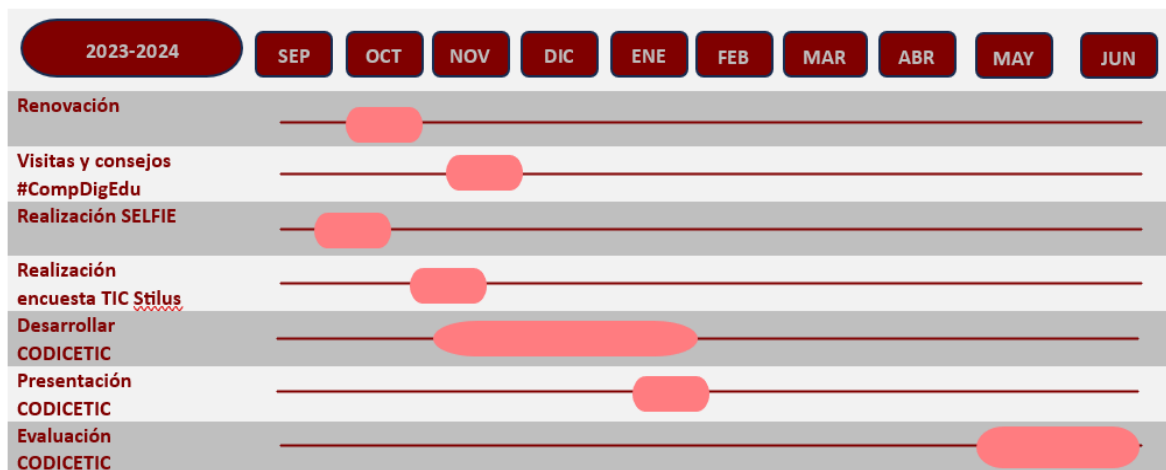 2023-2024
SEP
OCT
NOV
DIC
ENE
FEB
MAR
ABR
MAY
JUN
Renovación
Visitas y consejos
#CompDigEdu
Realización SELFIE
Realización
encuesta TIC Stilus
Desarrollar
CODICETIC
Presentación
CODICETIC
Evaluación
CODICETIC